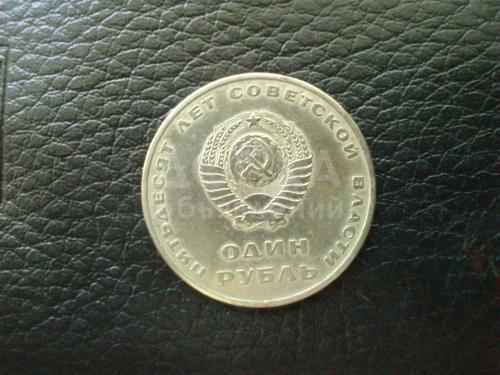 ПЯТЬДЕСЯТ ЛЕТ СОВЕТСКОЙ ВЛАСТИ
ОДИН
РУБЛЬ